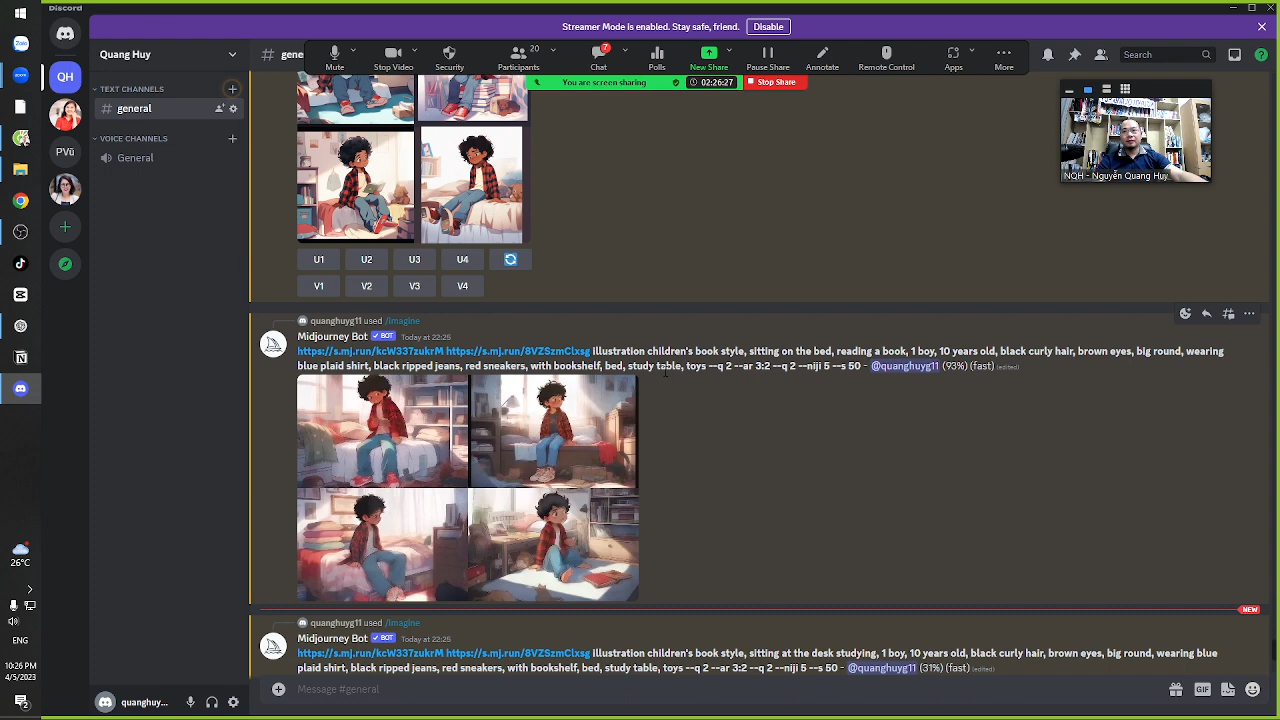 Discord
Streamer Mode is enabled. Stay safe, friend.
Disable
Quang Huy
# gene
Mute
Stop Video
Security
20
Participants
7
Chat
Polls
New Share
Pause Share
Annotate
Remote Control
Apps
More
Search
You are screen sharing
02:26:27
Stop Share
TEXT CHANNELS
general
VOICE CHANNELS
General
QH
PVū
zoom
Zalo
NQH - Nguyễn Quang Huy
U1
U2
U3
U4
V1
V2
V3
V4
quanghuyg11 used /imagine
Midjourney Bot BOT Today at 22:25
https://s.mj.run/kcW337zukrM https://s.mj.run/8VZSzmClxsg illustration children's book style, sitting on the bed, reading a book, 1 boy, 10 years old, black curly hair, brown eyes, big round, wearing
blue plaid shirt, black ripped jeans, red sneakers, with bookshelf, bed, study table, toys --q 2 --ar 3:2 --q 2 --niji 5 --s 50 - @quanghuyg11 (93%) (fast) (edited)
NEW
quanghuyg11 used /imagine
Midjourney Bot BOT Today at 22:25
https://s.mj.run/kcW337zukrM https://s.mj.run/8VZSzmClxsg illustration children's book style, sitting at the desk studying, 1 boy, 10 years old, black curly hair, brown eyes, big round, wearing blue
plaid shirt, black ripped jeans, red sneakers, with bookshelf, bed, study table, toys --q 2 --ar 3:2 --q 2 --niji 5 --s 50 - @quanghuyg11 (31%) (fast) (edited)
Message #general
GIF
quanghuy...
26°C
ENG
10:26 PM
4/5/2023
2